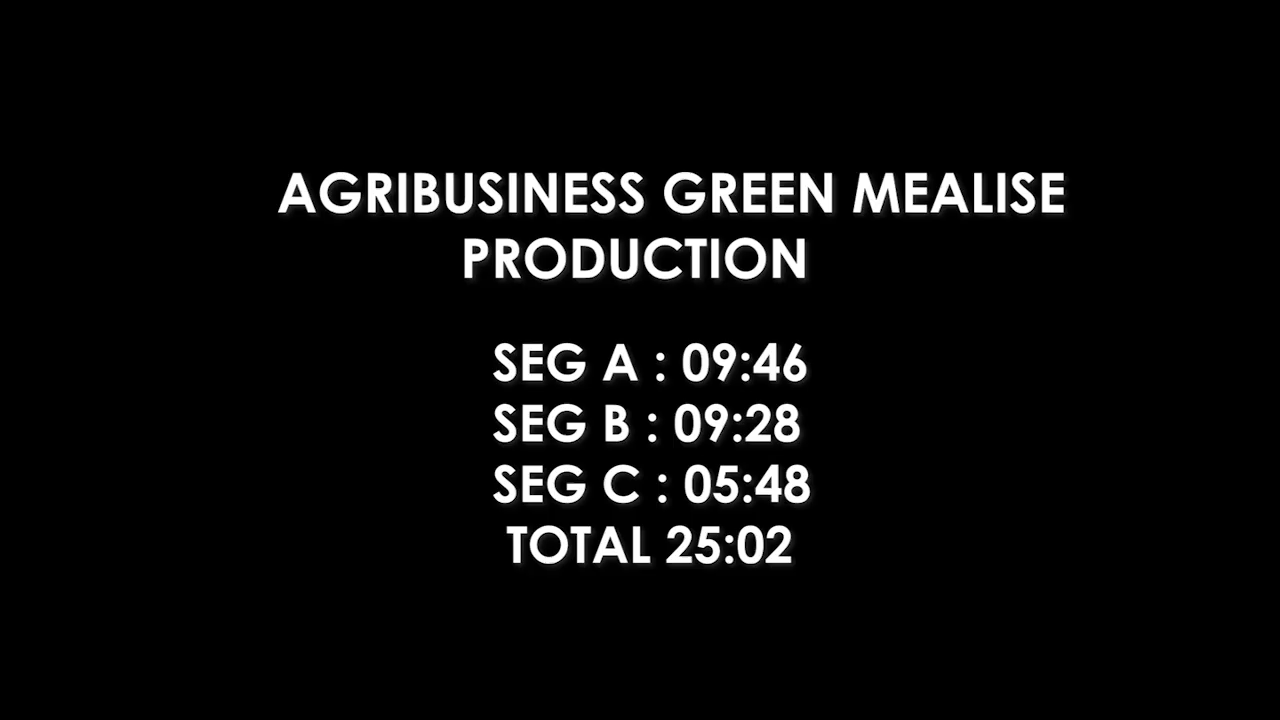 AGRIBUSINESS GREEN MEALISE
PRODUCTION
SEG A : 09:46
SEG B : 09:28
SEG C : 05:48
TOTAL 25:02